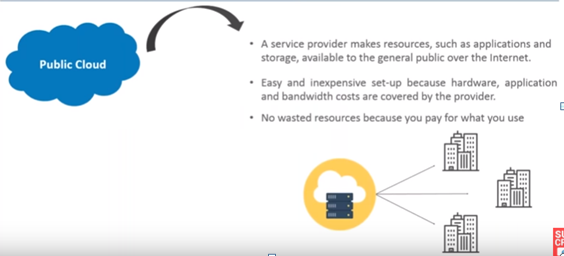 Public Cloud
• A service provider makes resources, such as applications and
storage, available to the general public over the Internet.
• Easy and inexpensive set-up because hardware, application
and bandwidth costs are covered by the provider.
• No wasted resources because you pay for what you use